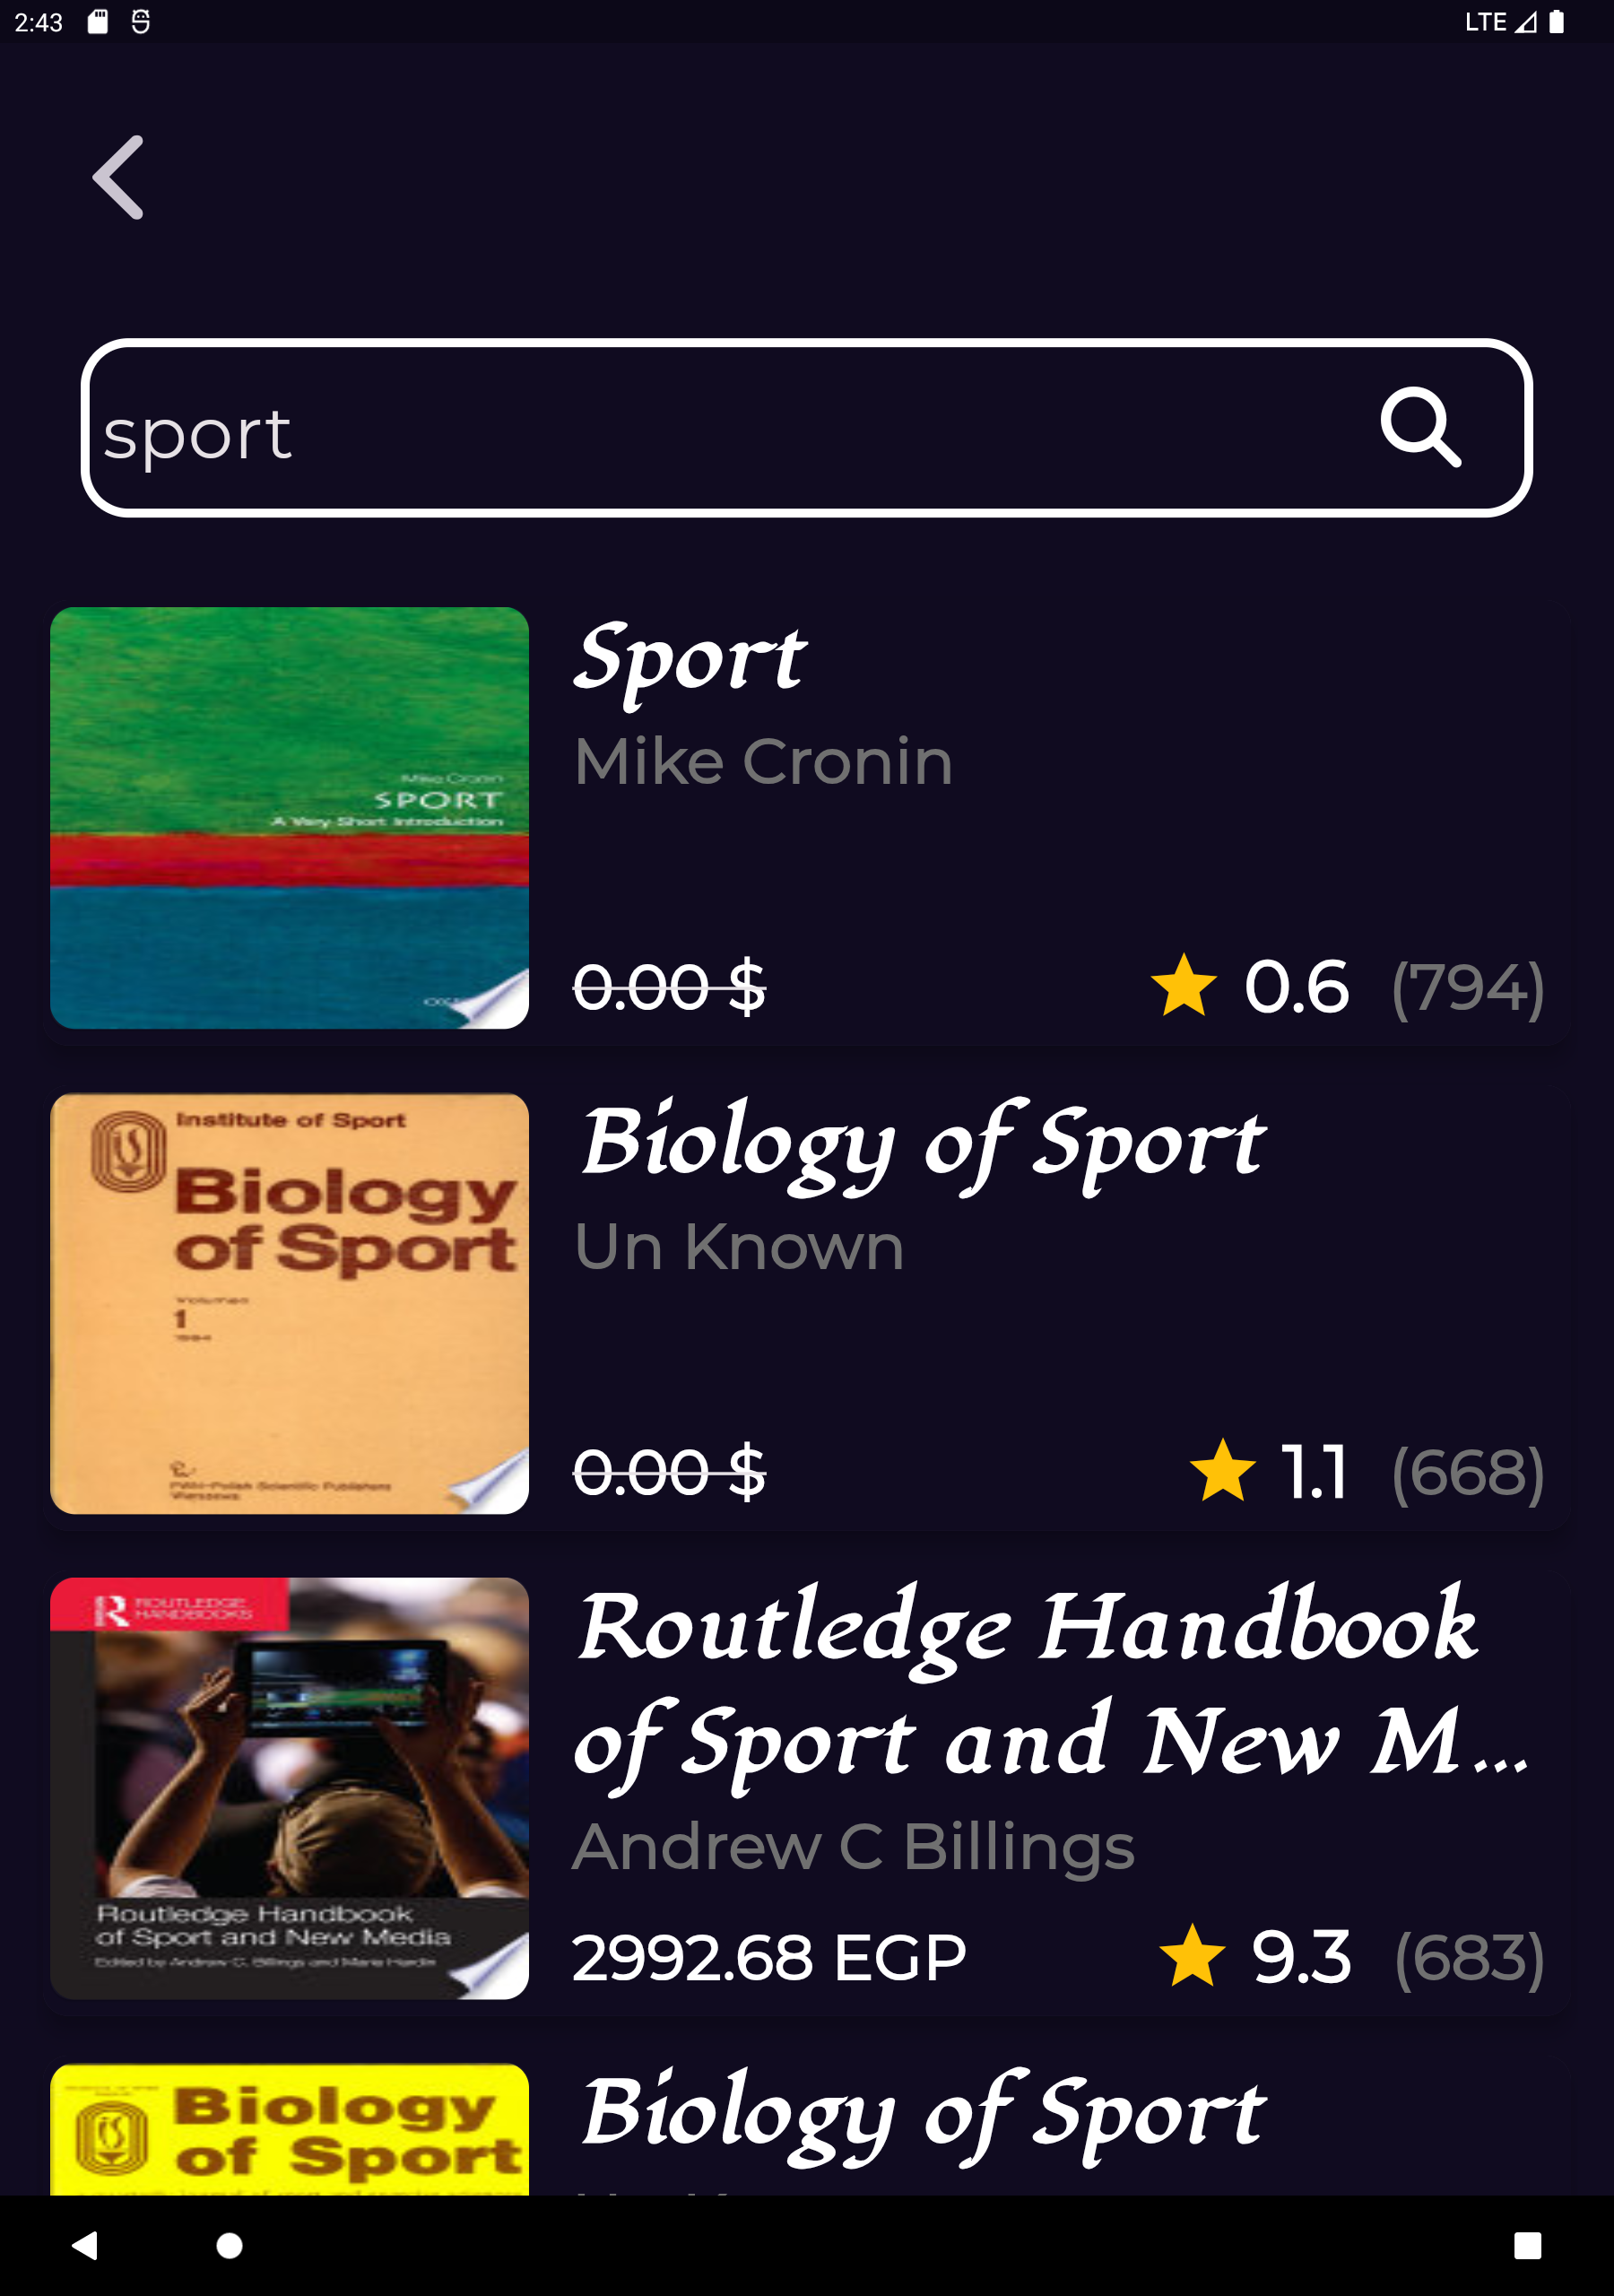 2:43
LTE
sport
Mike Cronin
SPORT
A Very Short Introduction
Sport
Mike Cronin
0.00 $
0.6 (794)
Institute of Sport
Biology
of Sport
1
Biology of Sport
Un Known
0.00 $
1.1 (668)
R ROUTLEDGE
HANDBOOKS
Routledge Handbook
of Sport and New Media
Edited by Andrew C. Billings and Marie Hardin
Routledge Handbook
of Sport and New M...
Andrew C Billings
2992.68 EGP
9.3 (683)
Biology
of Sport
Biology of Sport